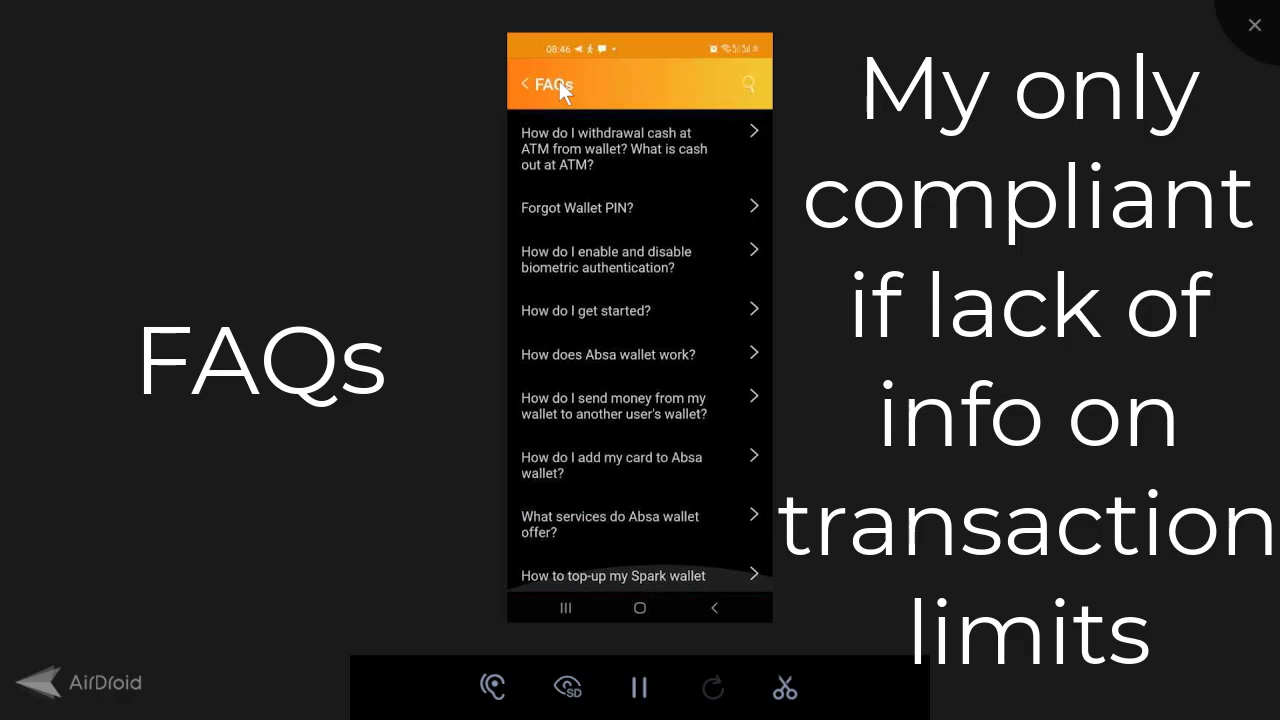 08:46
FAQs
How do I withdrawal cash at
ATM from wallet? What is cash
out at ATM?
Forgot Wallet PIN?
How do I enable and disable
biometric authentication?
How do I get started?
How does Absa wallet work?
How do I send money from my
wallet to another user's wallet?
How do I add my card to Absa
wallet?
What services do Absa wallet
offer?
How to top-up my Spark wallet
FAQs
My only
compliant
if lack of
info on
transaction
limits
AirDroid
SD